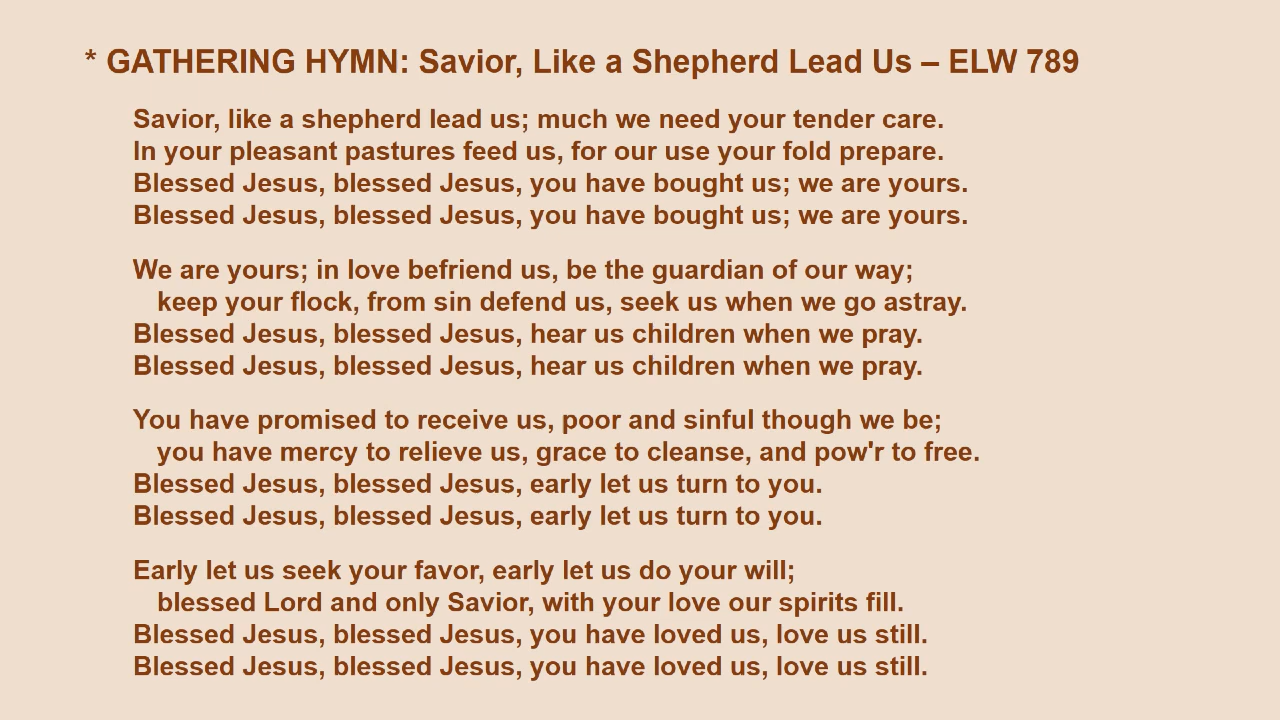 * GATHERING HYMN: Savior, Like a Shepherd Lead Us – ELW 789
Savior, like a shepherd lead us; much we need your tender care.
In your pleasant pastures feed us, for our use your fold prepare.
Blessed Jesus, blessed Jesus, you have bought us; we are yours.
Blessed Jesus, blessed Jesus, you have bought us; we are yours.
We are yours; in love befriend us, be the guardian of our way;
keep your flock, from sin defend us, seek us when we go astray.
Blessed Jesus, blessed Jesus, hear us children when we pray.
Blessed Jesus, blessed Jesus, hear us children when we pray.
You have promised to receive us, poor and sinful though we be;
you have mercy to relieve us, grace to cleanse, and pow'r to free.
Blessed Jesus, blessed Jesus, early let us turn to you.
Blessed Jesus, blessed Jesus, early let us turn to you.
Early let us seek your favor, early let us do your will;
blessed Lord and only Savior, with your love our spirits fill.
Blessed Jesus, blessed Jesus, you have loved us, love us still.
Blessed Jesus, blessed Jesus, you have loved us, love us still.